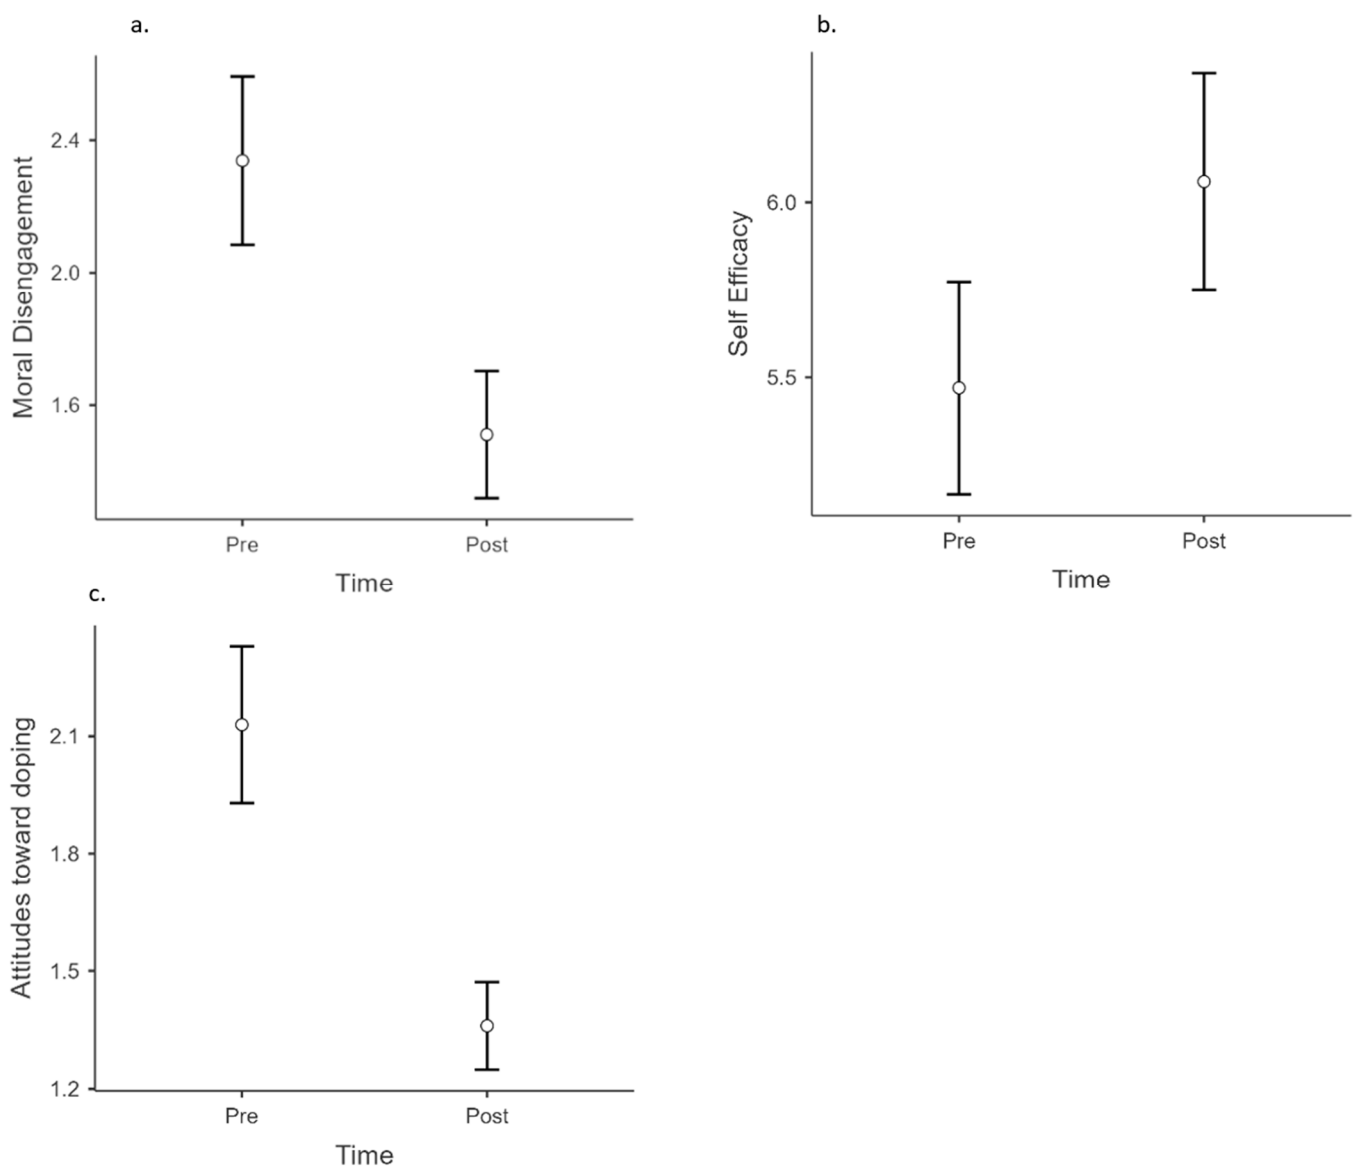 a.
Moral Disengagement
2.4
2.0
1.6
Pre Post
Time
b.
Self Efficacy
6.0
5.5
Pre Post
Time
c.
Attitudes toward doping
2.1
1.8
1.5
1.2
Pre Post
Time